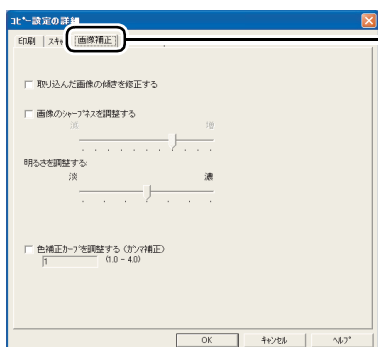 コピー設定の詳細
印刷 スキャ 画像補正
取り込んだ画像の傾きを修正する
画像のシャープネスを調整する
減 増
明るさを調整する:
淡 濃
色補正カーブを調整する (ガンマ補正)
1 (1.0 - 4.0)
OK キャンセル ヘルプ